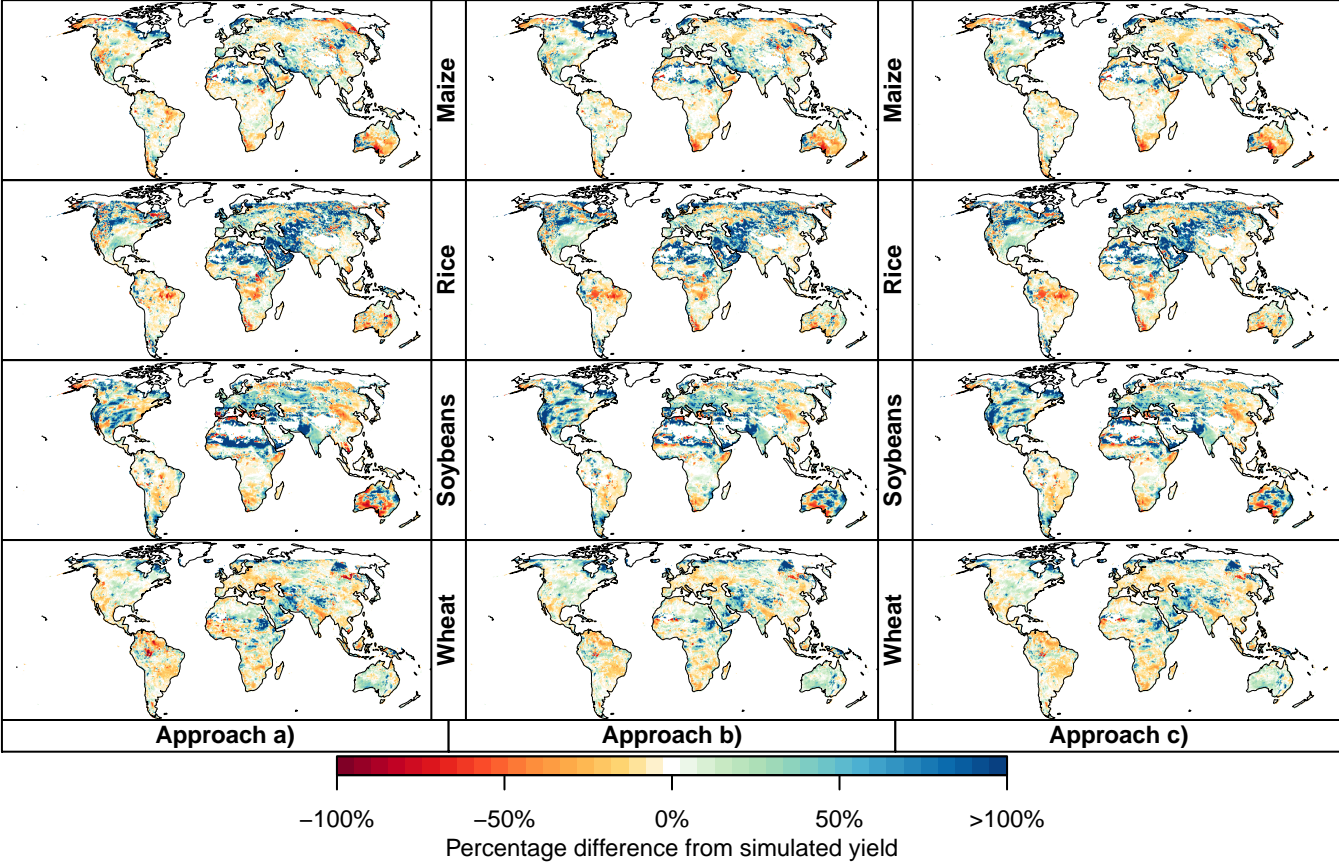 Maize
Maize
Rice
Rice
Soybeans
Soybeans
Wheat
Wheat
Approach a)
Approach b)
Approach c)
−100%
−50%
0%
50%
>100%
Percentage difference from simulated yield